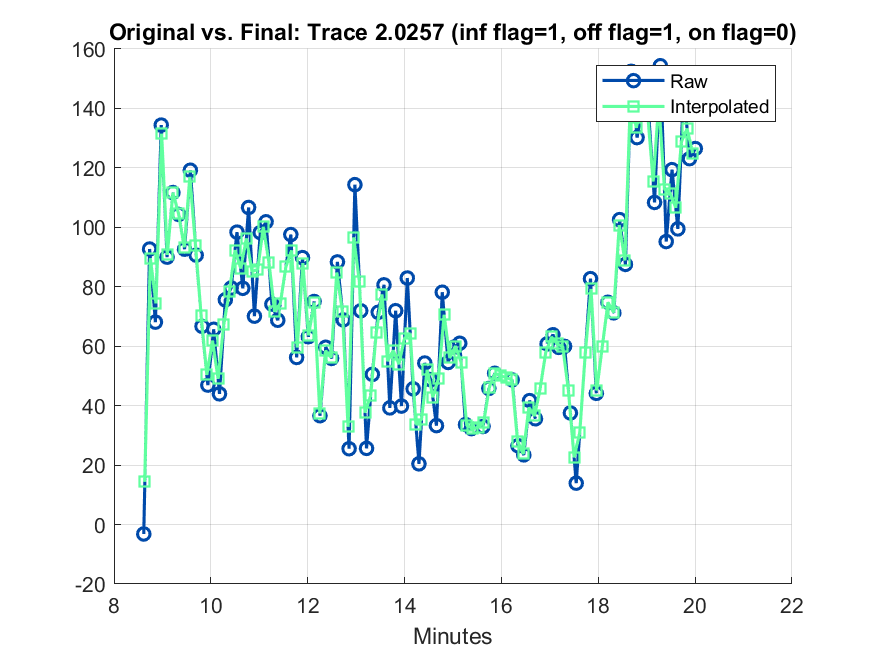 Original vs. Final: Trace 2.0257 (inf flag=1, off flag=1, on flag=0)
160
140
120
100
80
60
40
20
0
-20
Raw
Interpolated
8 10 12 14 16 18 20 22
Minutes